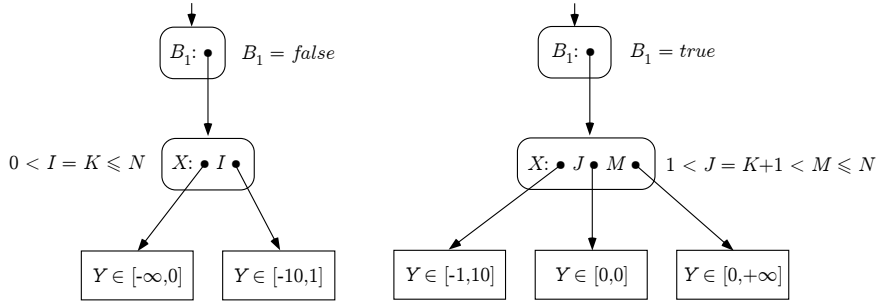 B₁: B₁ = false B₁: B₁ = true
0 < I = K ⩽ N X: I X: J M 1 < J = K+1 < M ⩽ N
Y ∈ [-∞,0] Y ∈ [-10,1] Y ∈ [-1,10] Y ∈ [0,0] Y ∈ [0,+∞]